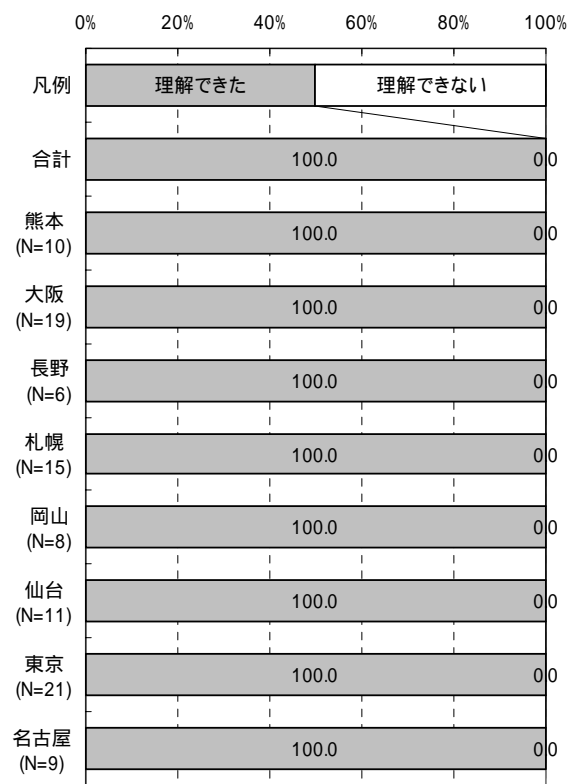 0% 20% 40% 60% 80% 100%
凡例 理解できた 理解できない
合計 100.0 0.0
熊本
(N=10) 100.0 0.0
大阪
(N=19) 100.0 0.0
長野
(N=6) 100.0 0.0
札幌
(N=15) 100.0 0.0
岡山
(N=8) 100.0 0.0
仙台
(N=11) 100.0 0.0
東京
(N=21) 100.0 0.0
名古屋
(N=9) 100.0 0.0